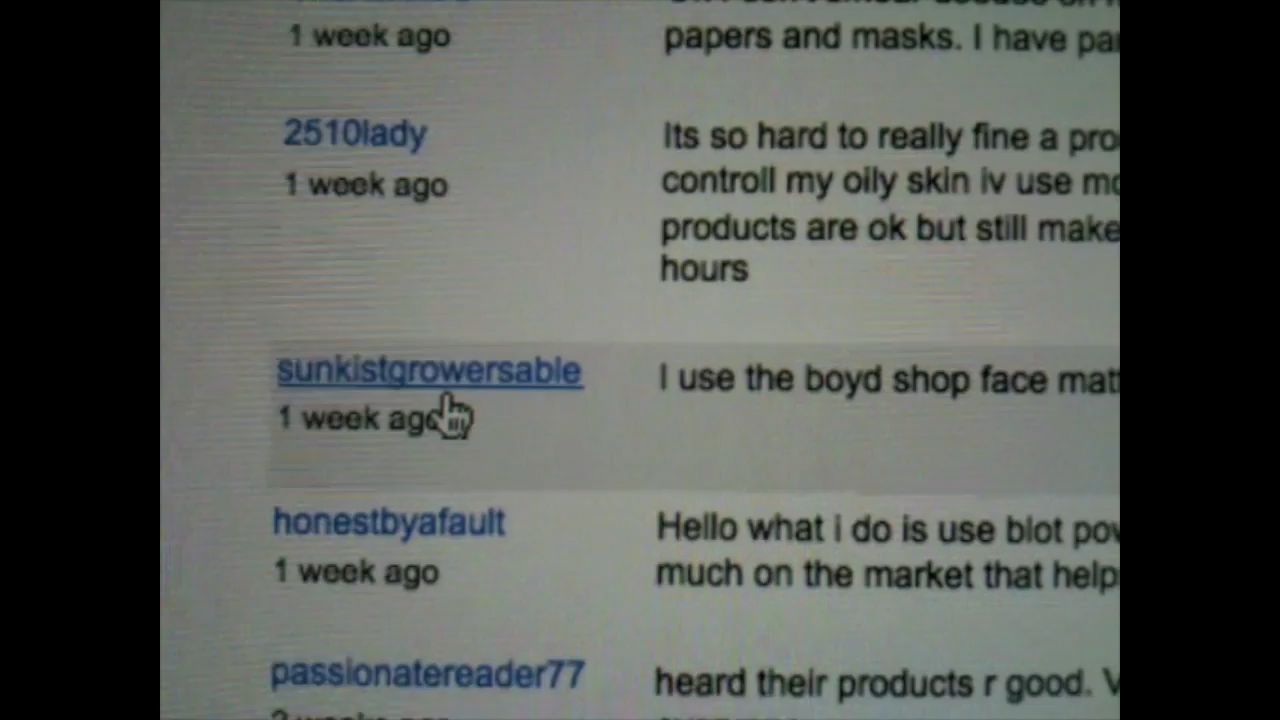 1 week ago
papers and masks. I have
2510lady
1 week ago
Its so hard to really fine a
controll my oily skin iv use
products are ok but still make
hours
sunkistgrowersable
1 week ago
I use the boyd shop face
honestbyafault
1 week ago
Hello what i do is use blot
much on the market that help
passionatereader77
heard their products r good.